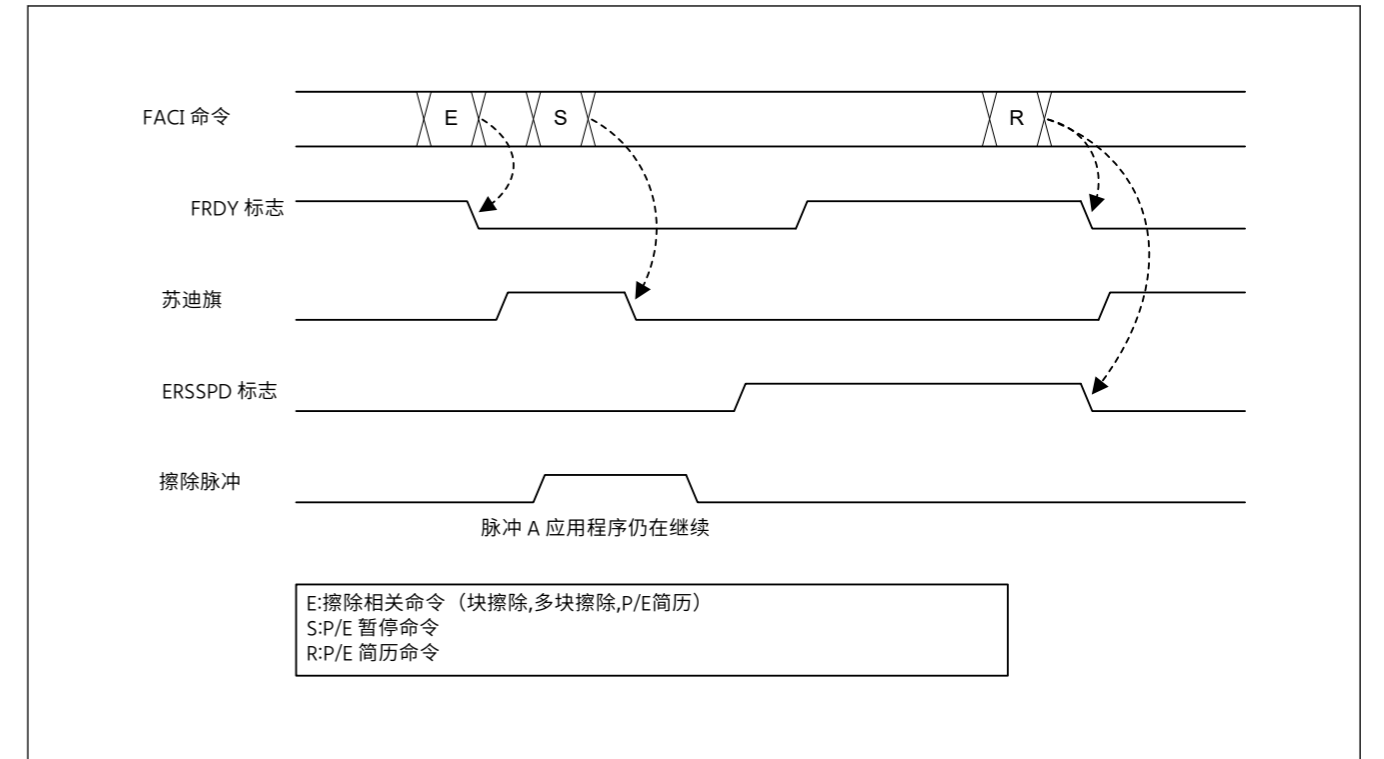 FACI 命令
E
S
R
FRDY 标志
苏迪旗
ERSSPD 标志
擦除脉冲
脉冲 A 应用程序仍在继续
E:擦除相关命令（块擦除,多块擦除,P/E简历）
S:P/E 暂停命令
R:P/E 简历命令